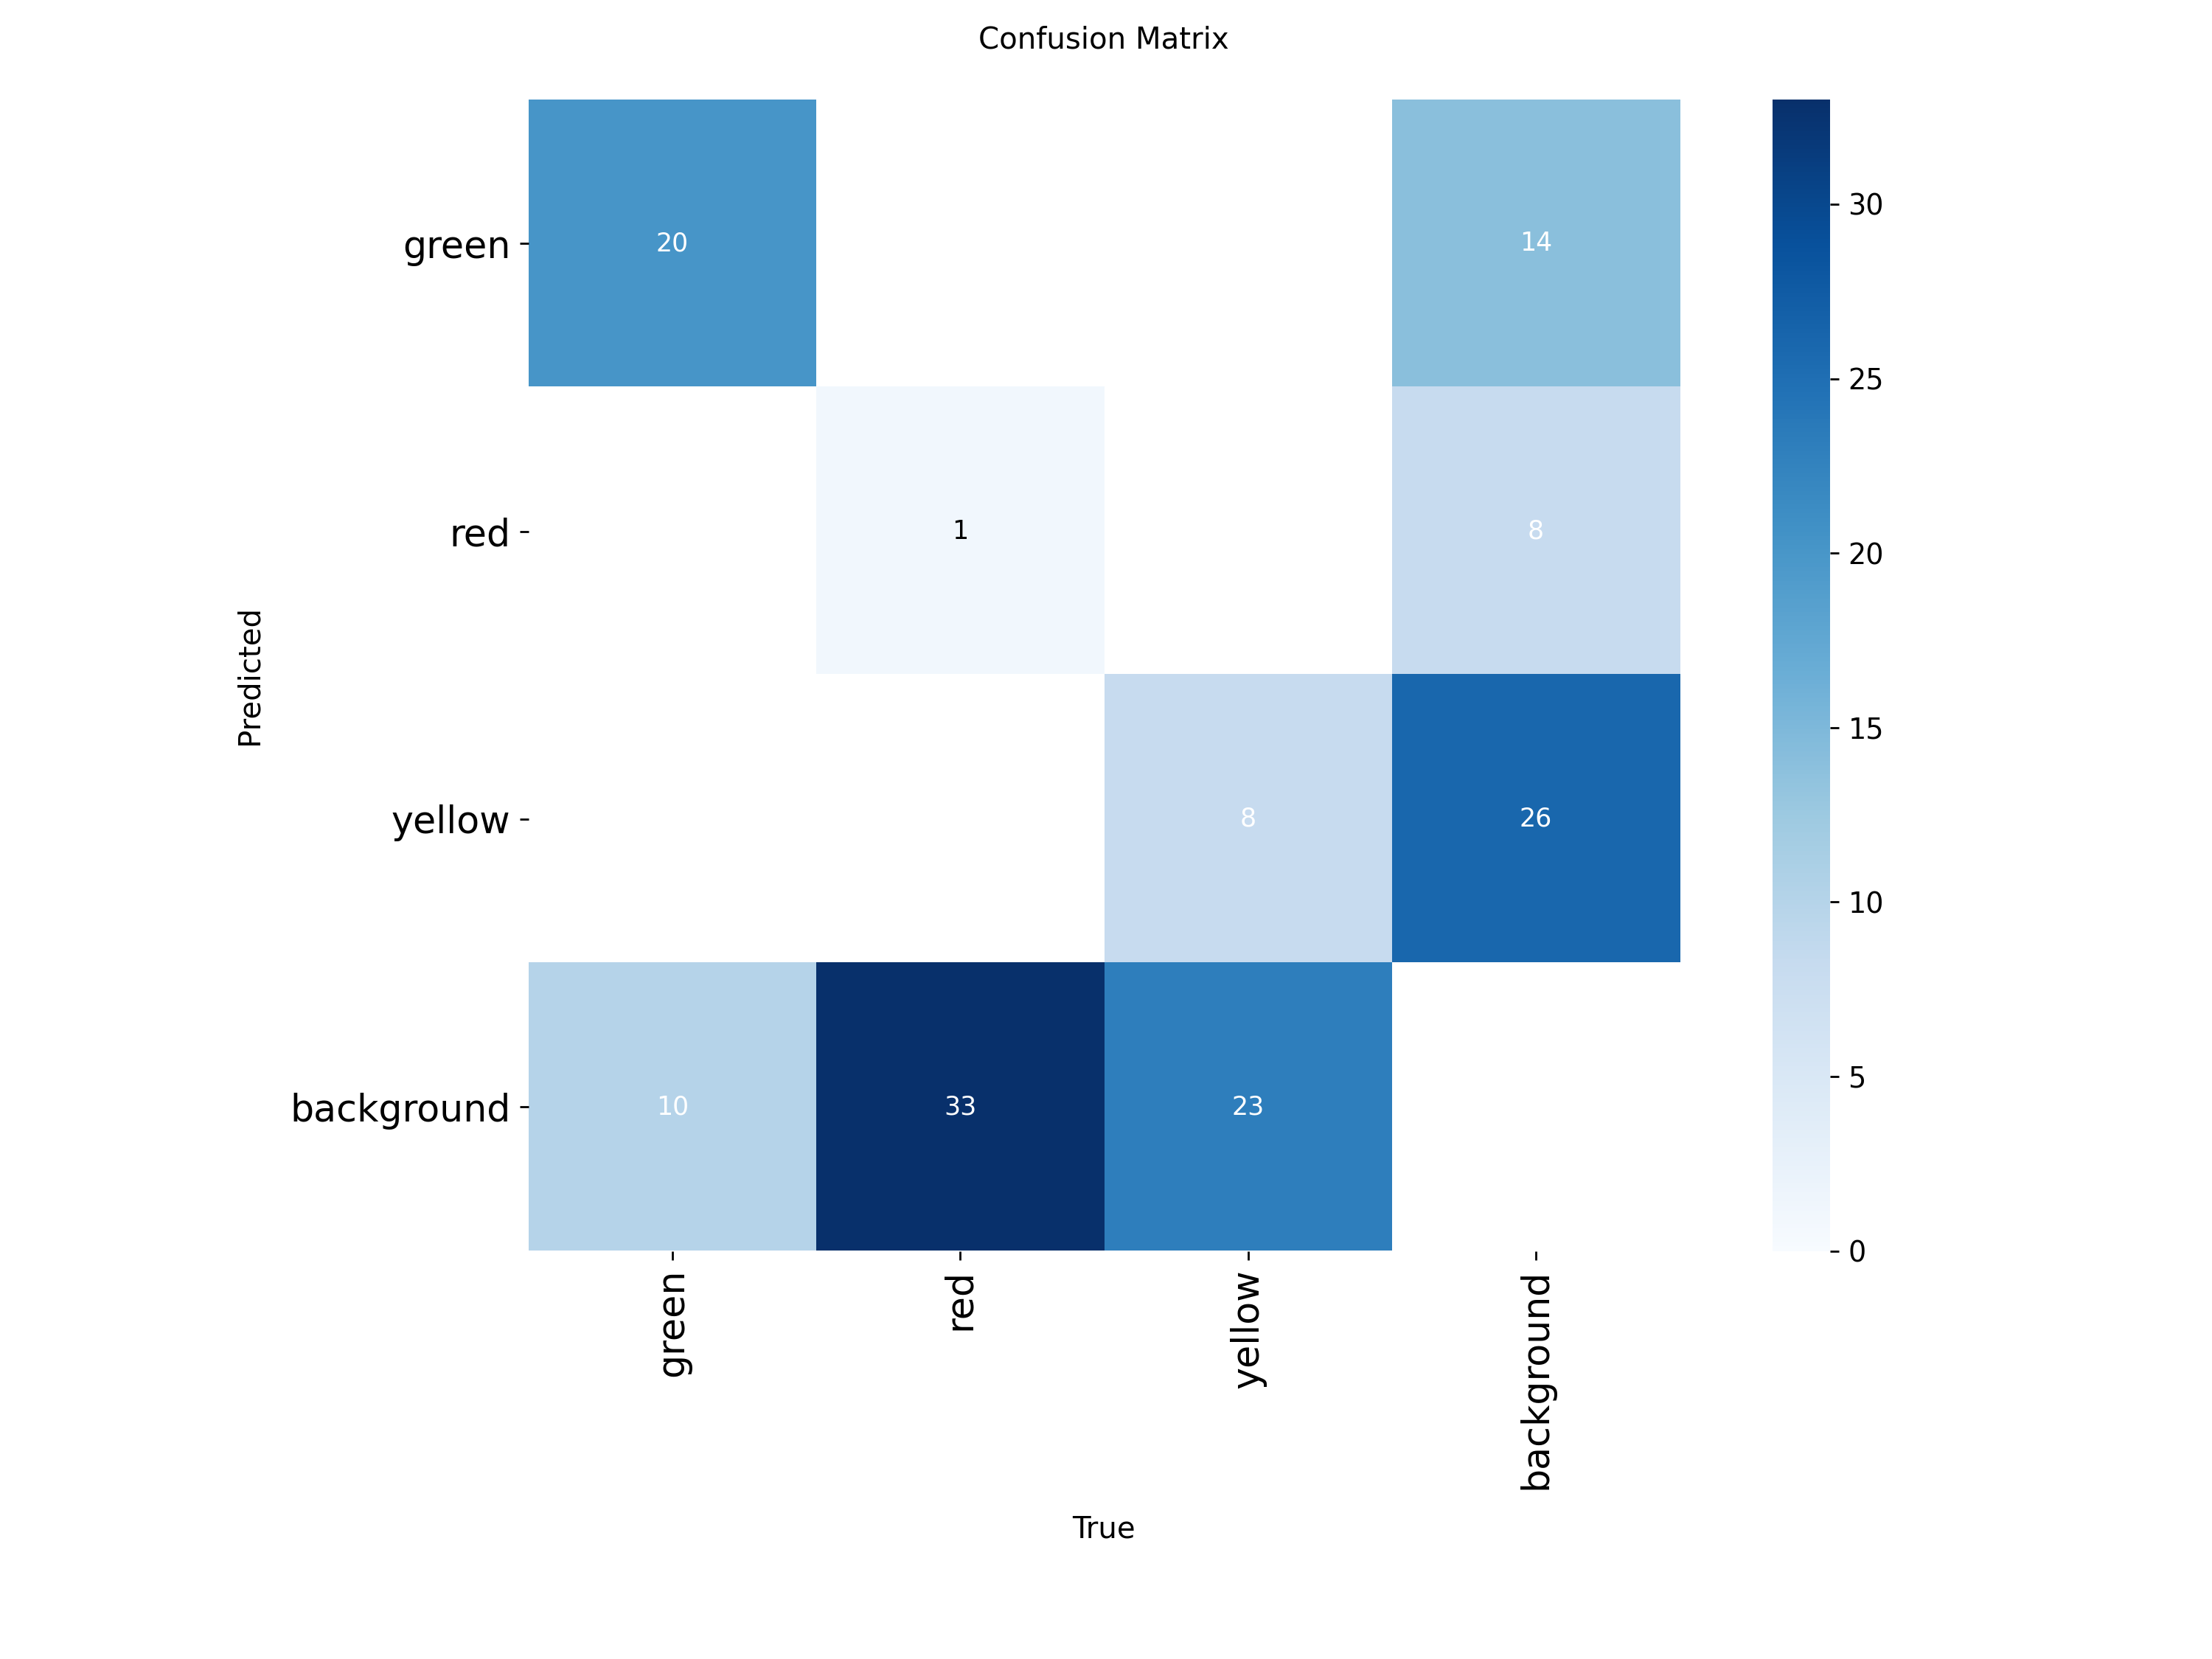 Confusion Matrix
green
20
14
30
25
red
1
8
20
Predicted
15
yellow
8
26
10
background
10
33
23
5
0
green
red
yellow
background
True